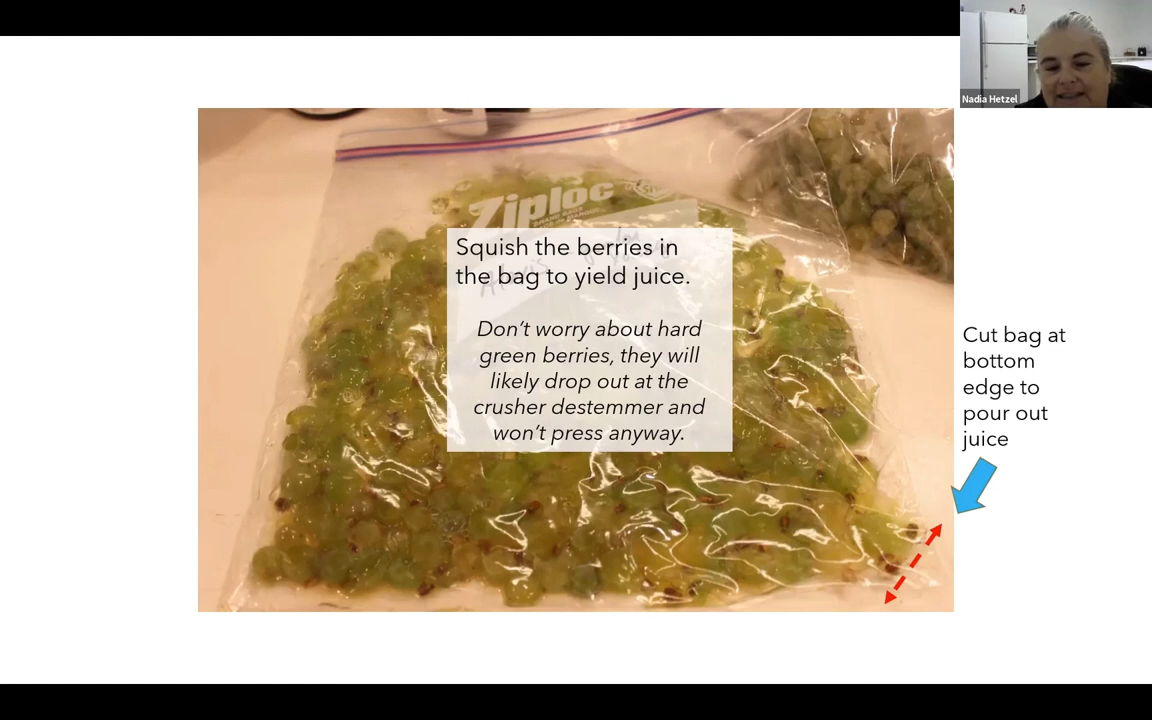 Nadia Hetzel
Ziploc
Squish the berries in
the bag to yield juice.
Don't worry about hard
green berries, they will
likely drop out at the
crusher destemmer and
won't press anyway.
Cut bag at
bottom
edge to
pour out
juice